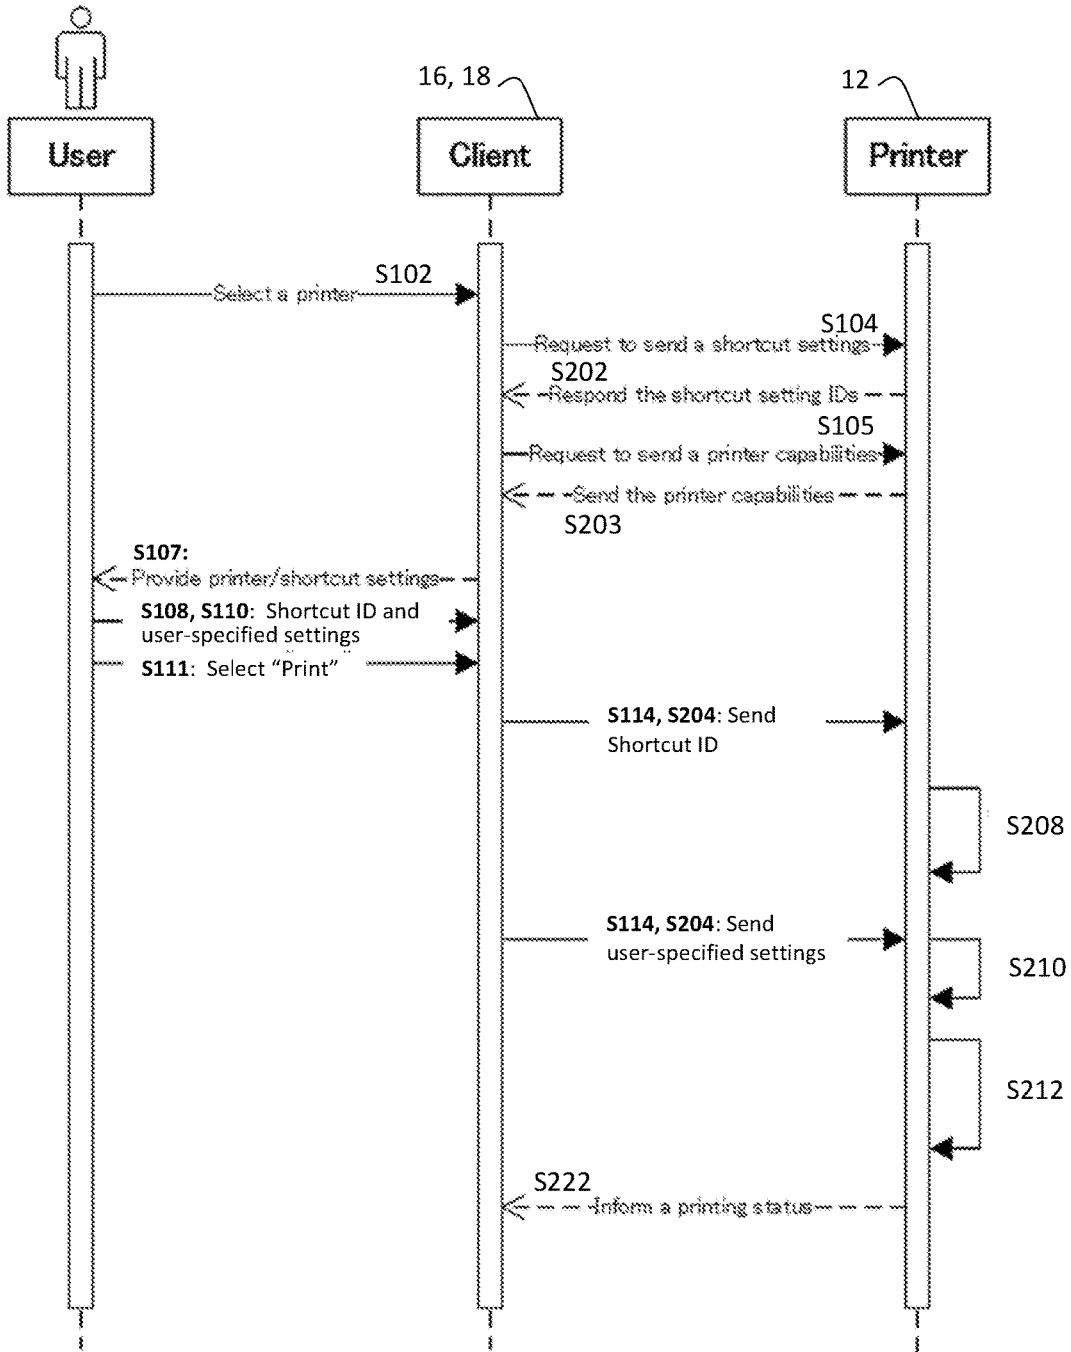 16, 18
12
User
Client
Printer
S102
Select a printer
S104
Request to send a shortcut settings
S202
Respond the shortcut setting IDs
S105
Request to send a printer capabilities
Send the printer capabilities
S203
S107:
Provide printer/shortcut settings
S108, S110: Shortcut ID and
user-specified settings
S111: Select “Print”
S114, S204: Send
Shortcut ID
S208
S114, S204: Send
user-specified settings
S210
S212
S222
Inform a printing status